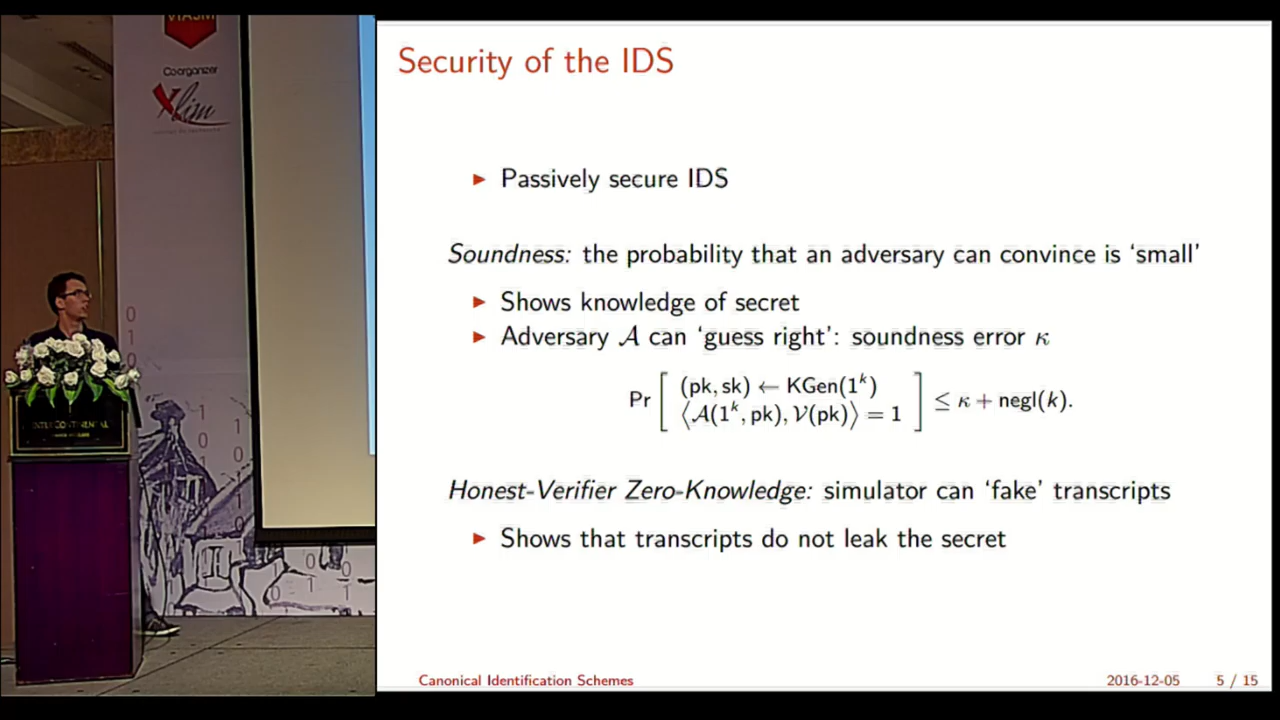 VIASM
Coorganizer
Xlim
Security of the IDS
▶ Passively secure IDS
Soundness: the probability that an adversary can convince is ‘small’
▶ Shows knowledge of secret
▶ Adversary 𝒜 can ‘guess right’: soundness error κ
Pr [ (pk, sk) ← KGen(1^k)
⟨𝒜(1^k, pk), 𝒱(pk)⟩ = 1 ] ≤ κ + negl(k).
Honest-Verifier Zero-Knowledge: simulator can ‘fake’ transcripts
▶ Shows that transcripts do not leak the secret
Canonical Identification Schemes 2016-12-05 5 / 15